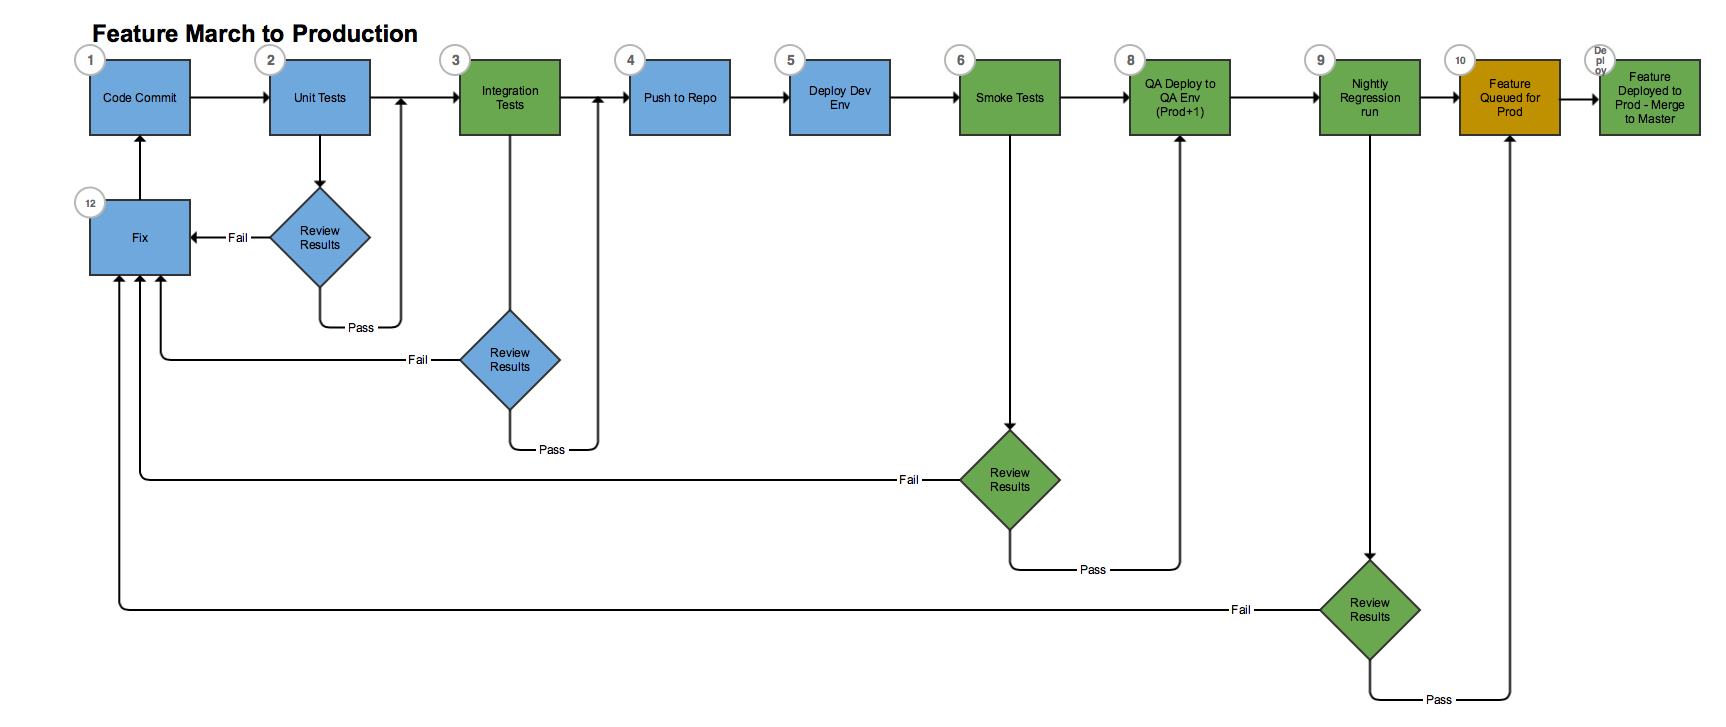 Feature March to Production
1
2
3
4
5
6
8
9
10
De
pl
oy
Code Commit
Unit Tests
Integration
Tests
Push to Repo
Deploy Dev
Env
Smoke Tests
QA Deploy to
QA Env
(Prod+1)
Nightly
Regression
run
Feature
Queued for
Prod
Feature
Deployed to
Prod - Merge
to Master
12
Fix
Fail
Review
Results
Pass
Fail
Review
Results
Pass
Fail
Review
Results
Pass
Fail
Review
Results
Pass